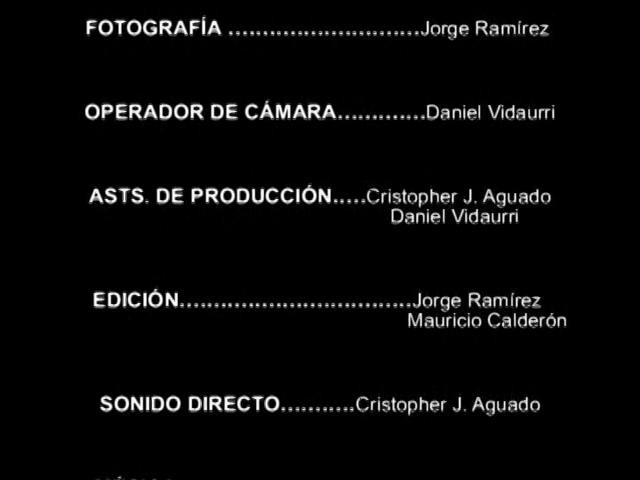 FOTOGRAFÍA ............................Jorge Ramírez
OPERADOR DE CÁMARA.............Daniel Vidaurri
ASTS. DE PRODUCCIÓN.....Cristopher J. Aguado
Daniel Vidaurri
EDICIÓN..................................Jorge Ramírez
Mauricio Calderón
SONIDO DIRECTO...........Cristopher J. Aguado